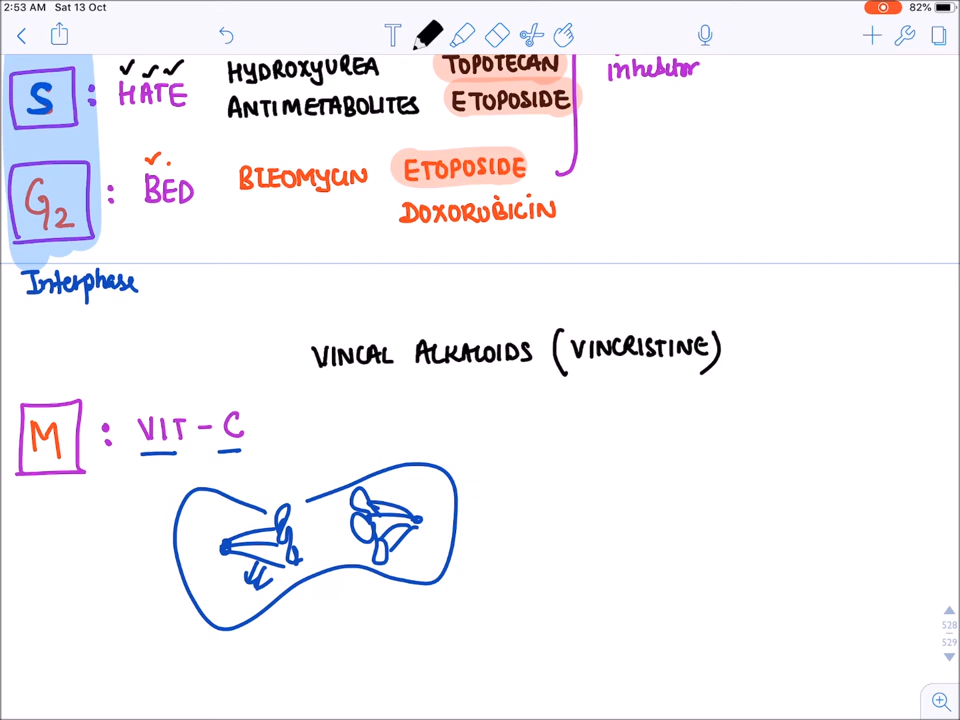 2:53 AM Sat 13 Oct 82%
T
S : HATE HYDROXYUREA TOPOTECAN inhibitor
ANTIMETABOLITES ETOPOSIDE
G2 : BED BLEOMYCIN ETOPOSIDE
DOXORUBICIN
Interphase
VINCAL ALKALOIDS (VINCRISTINE)
M : VIT - C
528
529